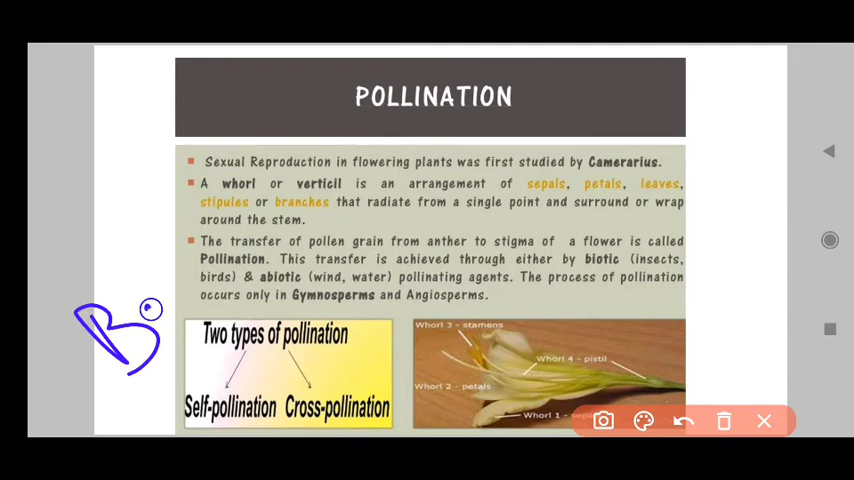 POLLINATION
Sexual Reproduction in flowering plants was first studied by Camerarius.
A whorl or verticil is an arrangement of sepals, petals, leaves,
stipules or branches that radiate from a single point and surround or wrap
around the stem.
The transfer of pollen grain from anther to stigma of a flower is called
Pollination. This transfer is achieved through either by biotic (insects,
birds) & abiotic (wind, water) pollinating agents. The process of pollination
occurs only in Gymnosperms and Angiosperms.
Two types of pollination
Self-pollination Cross-pollination
Whorl 3 - stamens
Whorl 4 - pistil
Whorl 2 - petals
Whorl 1 -